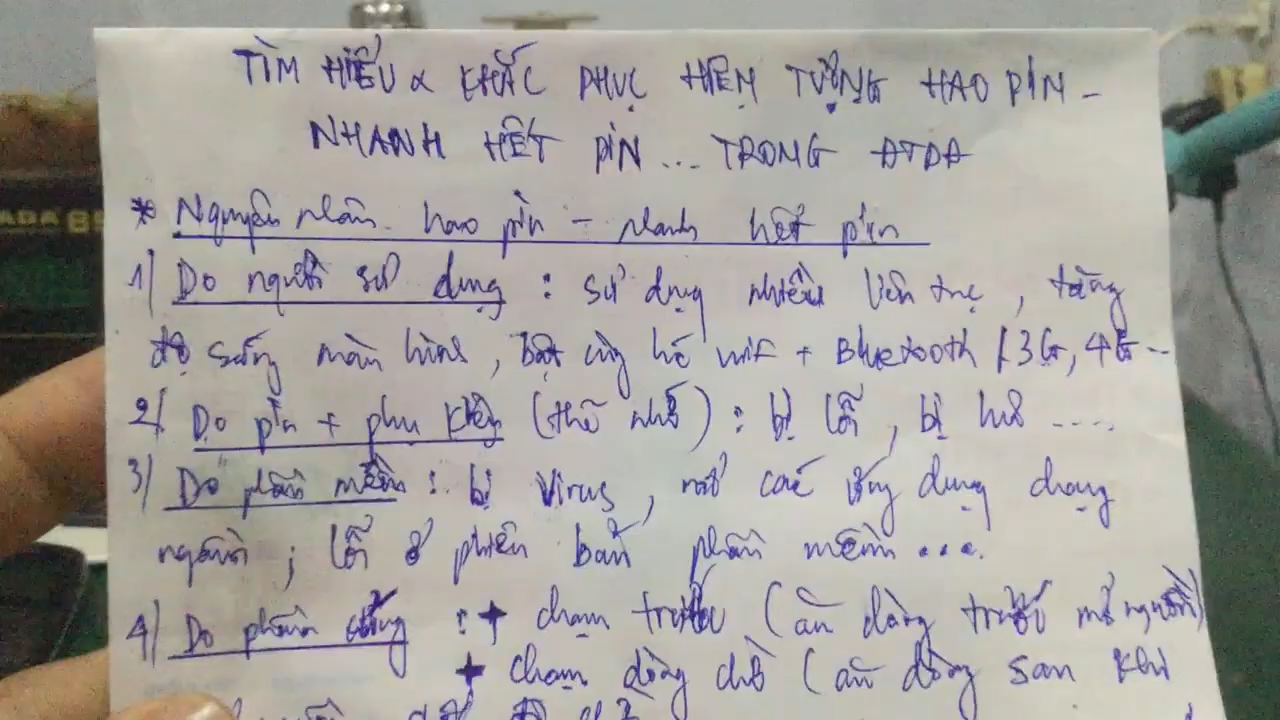 TÌM HIỂU & KHẮC PHỤC HIỆN TƯỢNG HAO PIN -
NHANH HẾT PIN ... TRONG ĐTDĐ
* Nguyên nhân hao pin - nhanh hết pin
1) Do người sử dụng : sử dụng nhiều liên tục, tăng
độ sáng màn hình, bật cùng lúc wifi + Bluetooth / 3G, 4G --
2) Do pin + phụ kiện (thẻ nhớ) : bị lỗi, bị hư ....
3) Do phần mềm : bị virus, mở các ứng dụng chạy
ngầm ; lỗi ở phiên bản phần mềm ....
4) Do phần cứng : + chạm trước (ăn dòng trước mở nguồn)
+ chạm dòng chờ (ăn dòng sau khi